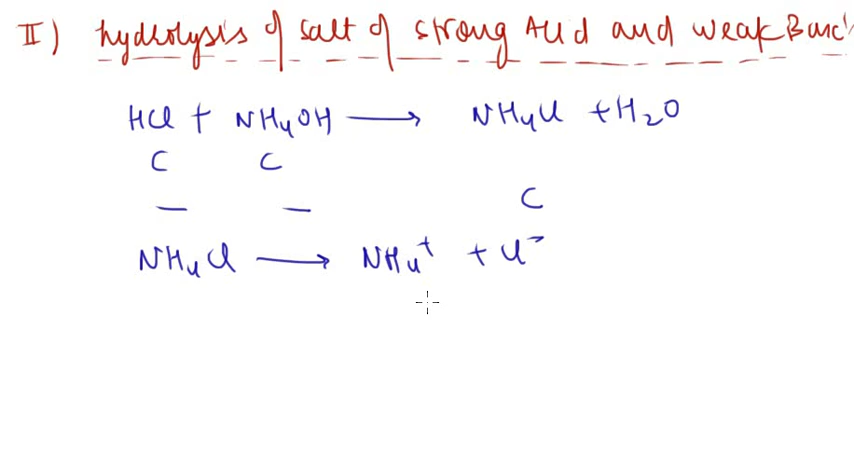 II) hydrolysis of salt of strong Acid and weak Base
HCl + NH4OH ⟶ NH4Cl + H2O
C C
— — C
NH4Cl ⟶ NH4+ + Cl-